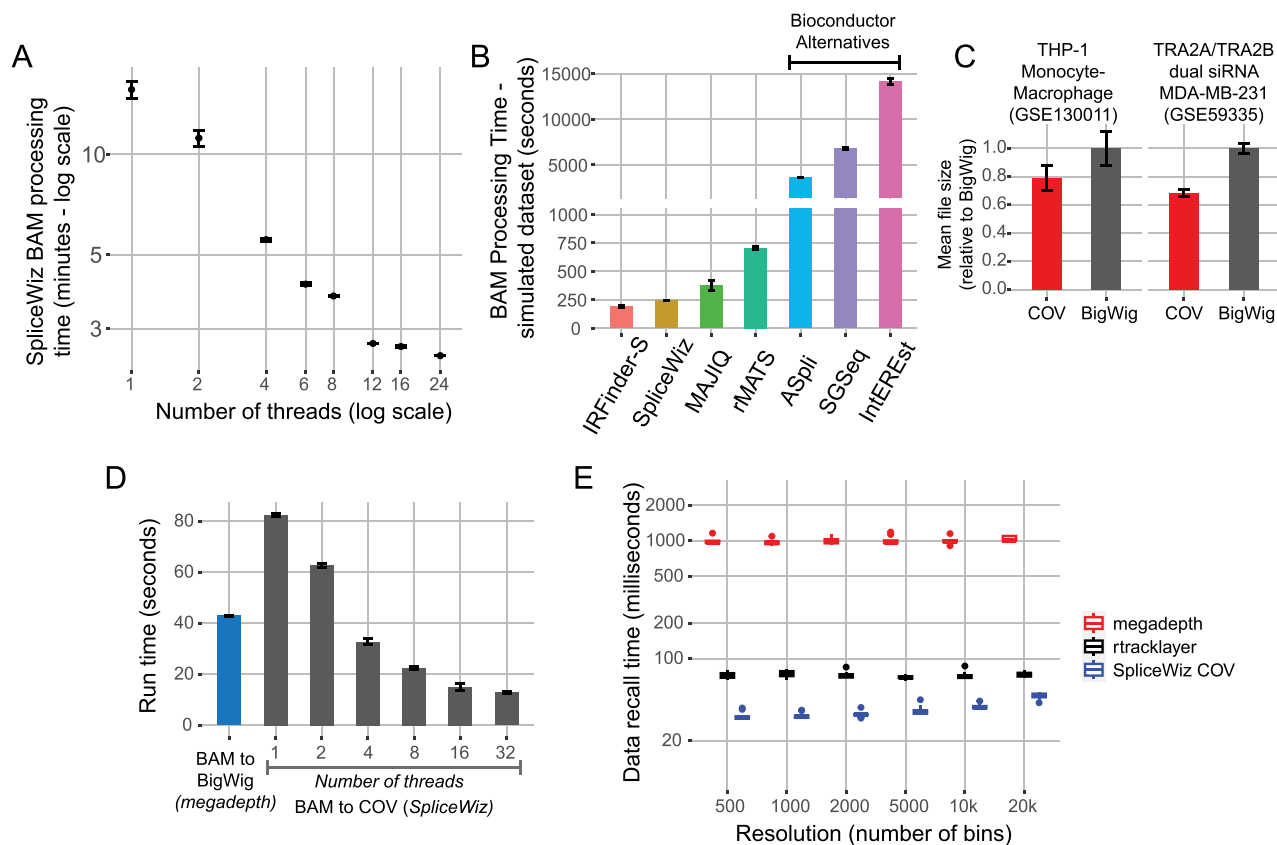 A
SpliceWiz BAM processing
time (minutes - log scale)
10
5
3
1
2
4
6
8
12
16
24
Number of threads (log scale)
B
Bioconductor
Alternatives
BAM Processing Time -
simulated dataset (seconds)
15000
10000
5000
1000
750
500
250
0
IRFinder-S
SpliceWiz
MAJIQ
rMATS
ASpli
SGSeq
IntEREst
C
THP-1
Monocyte-
Macrophage
(GSE130011)
TRA2A/TRA2B
dual siRNA
MDA-MB-231
(GSE59335)
Mean file size
(relative to BigWig)
1.0
0.8
0.6
0.4
0.2
0.0
COV
BigWig
COV
BigWig
D
Run time (seconds)
80
60
40
20
0
BAM to
BigWig
(megadepth)
1
2
4
8
16
32
Number of threads
BAM to COV (SpliceWiz)
E
Data recall time (milliseconds)
2000
1000
500
200
100
20
500
1000
2000
5000
10k
20k
Resolution (number of bins)
megadepth
rtracklayer
SpliceWiz COV